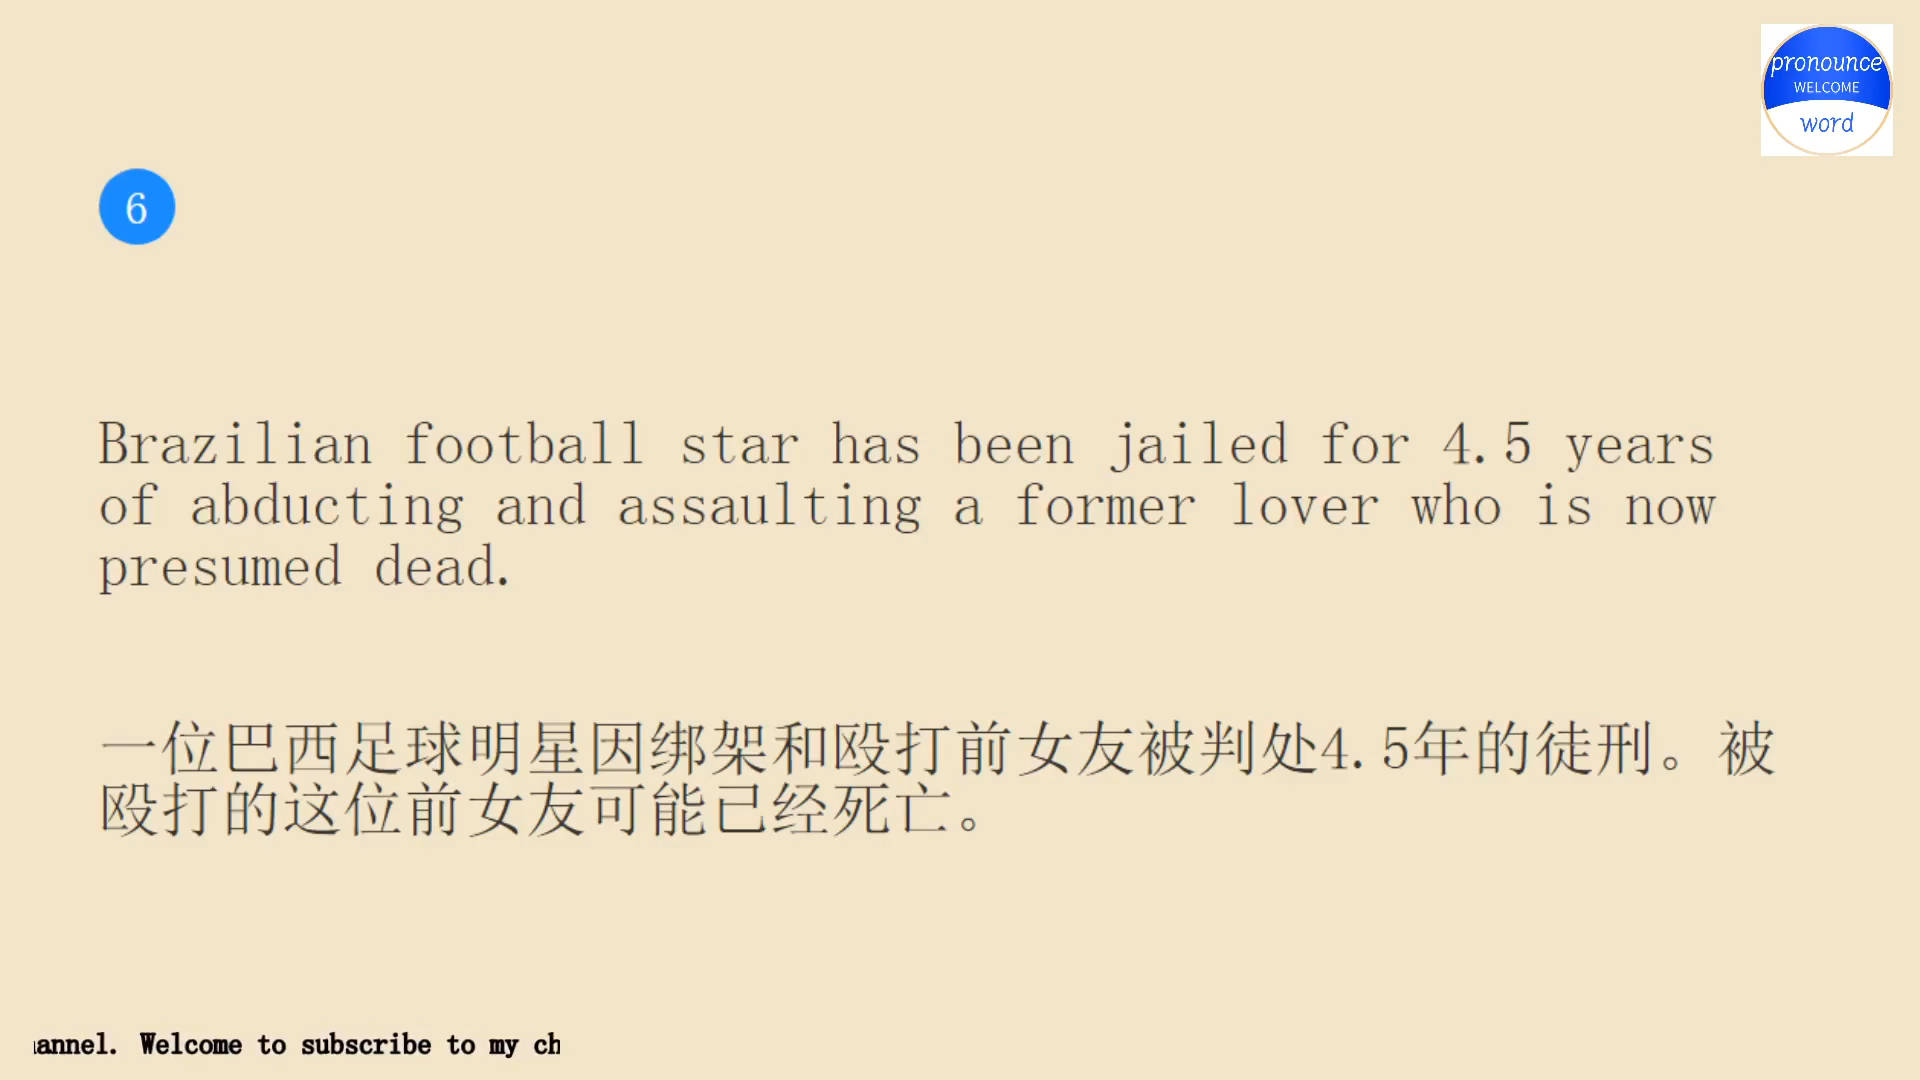 pronounce
WELCOME
word
6
Brazilian football star has been jailed for 4.5 years
of abducting and assaulting a former lover who is now
presumed dead.
一位巴西足球明星因绑架和殴打前女友被判处4.5年的徒刑。被
殴打的这位前女友可能已经死亡。
annel. Welcome to subscribe to my ch